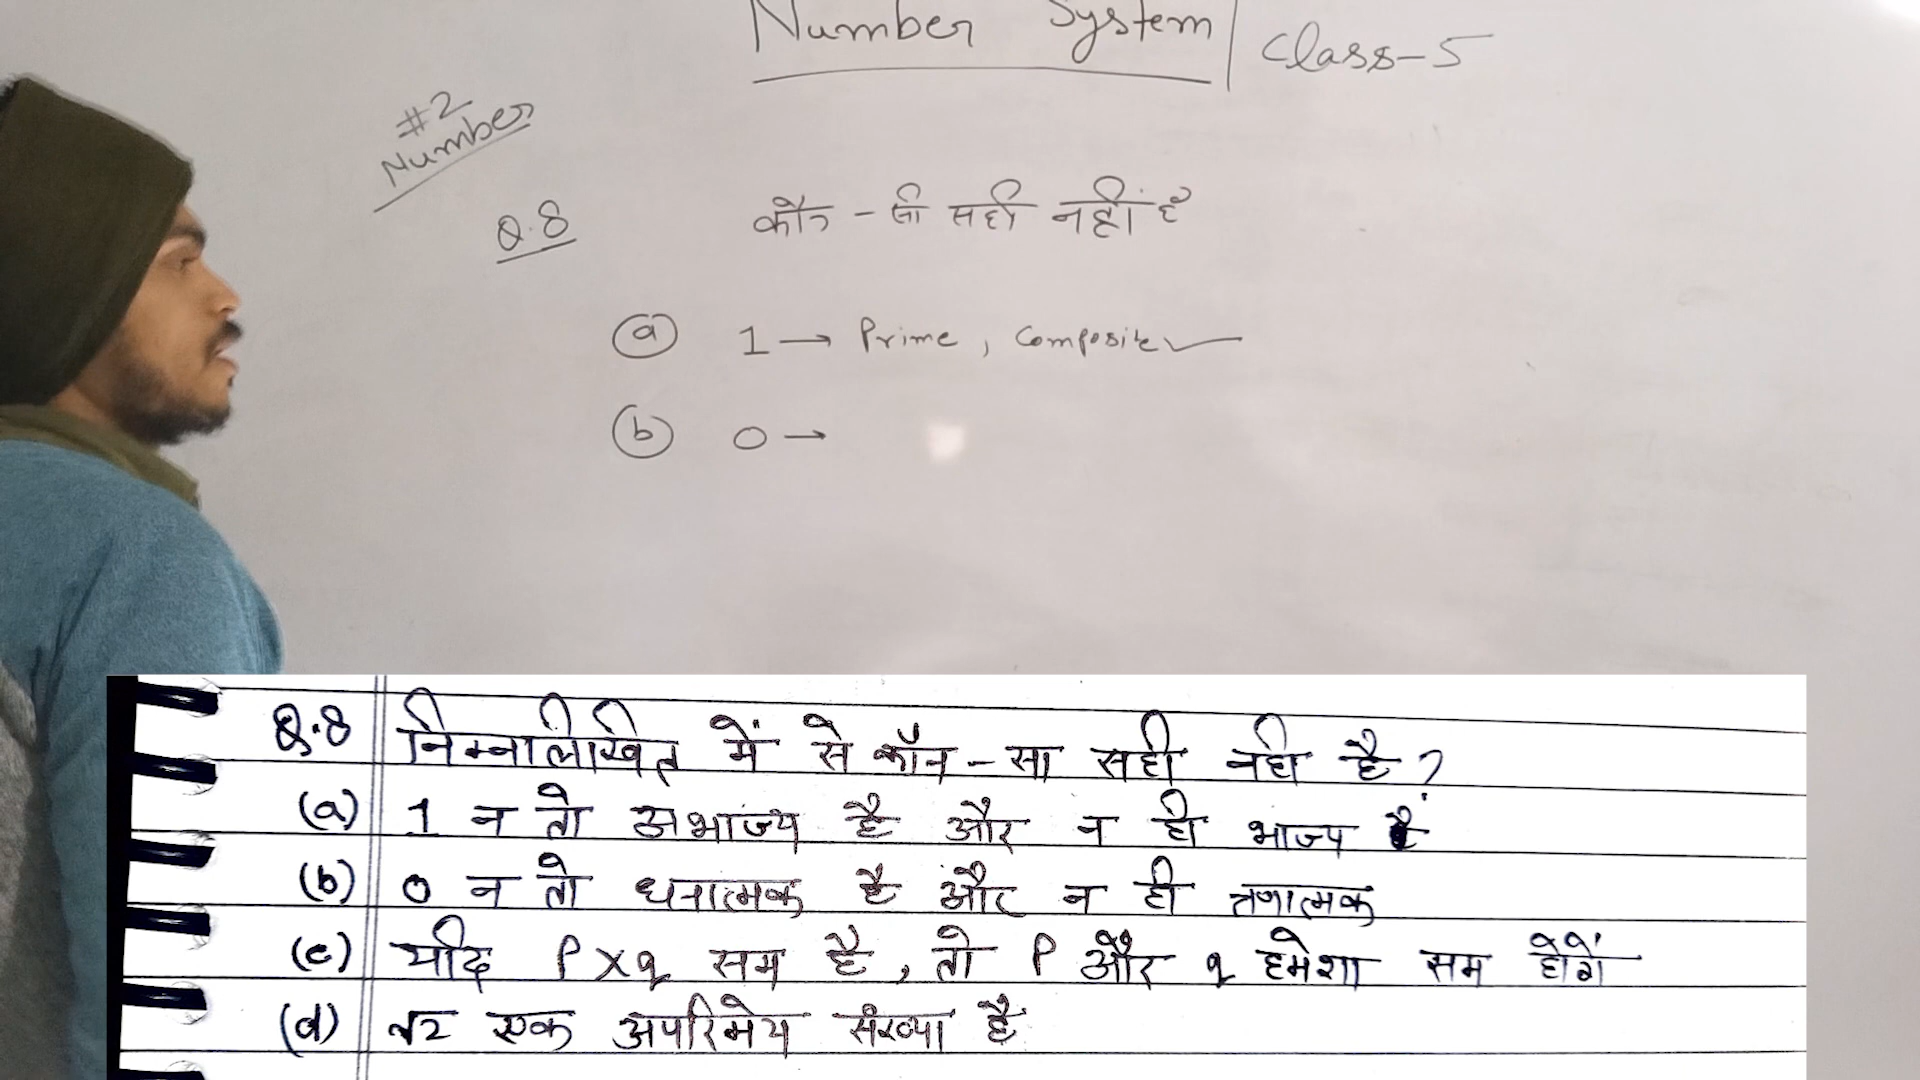 Number System | Class-5
#2
Number
Q.8 कौन - सी सही नहीं है
(a) 1 → Prime, Composite
(b) 0 →
Q.8 निम्नलिखित में से कौन - सा सही नही है ?
(a) 1 न तो अभाज्य है और न ही भाज्य है
(b) 0 न तो धनात्मक है और न ही ऋणात्मक
(c) यदि P x q सम है, तो P और q हमेशा सम होगें
(d) √2 एक अपरिमेय संख्या है